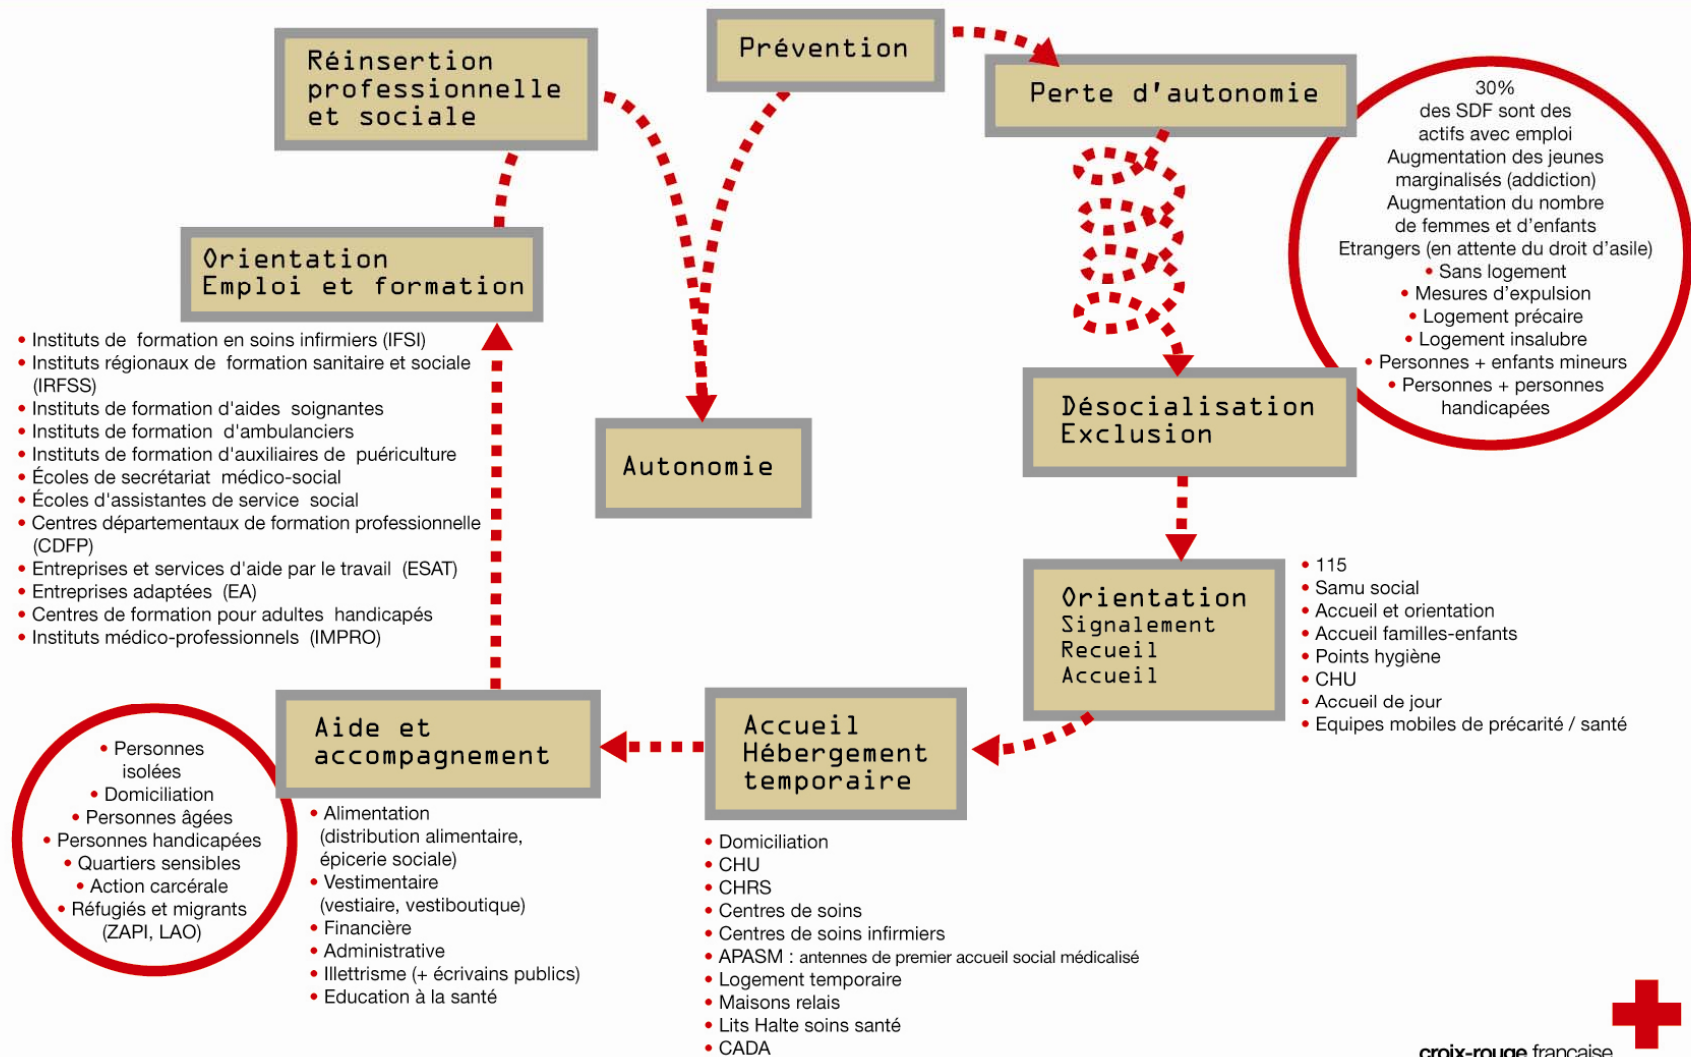 Prévention
Perte d'autonomie
30%
des SDF sont des
actifs avec emploi
Augmentation des jeunes
marginalisés (addiction)
Augmentation du nombre
de femmes et d'enfants
Etrangers (en attente du droit d'asile)
• Sans logement
• Mesures d'expulsion
• Logement précaire
• Logement insalubre
• Personnes + enfants mineurs
• Personnes + personnes
handicapées
Désocialisation
Exclusion
Orientation
Signalement
Recueil
Accueil
• 115
• Samu social
• Accueil et orientation
• Accueil familles-enfants
• Points hygiène
• CHU
• Accueil de jour
• Equipes mobiles de précarité / santé
Accueil
Hébergement
temporaire
• Domiciliation
• CHU
• CHRS
• Centres de soins
• Centres de soins infirmiers
• APASM : antennes de premier accueil social médicalisé
• Logement temporaire
• Maisons relais
• Lits Halte soins santé
• CADA
Aide et
accompagnement
• Alimentation
(distribution alimentaire,
épicerie sociale)
• Vestimentaire
(vestiaire, vestiboutique)
• Financière
• Administrative
• Illettrisme (+ écrivains publics)
• Education à la santé
• Personnes
isolées
• Domiciliation
• Personnes âgées
• Personnes handicapées
• Quartiers sensibles
• Action carcérale
• Réfugiés et migrants
(ZAPI, LAO)
Orientation
Emploi et formation
• Instituts de formation en soins infirmiers (IFSI)
• Instituts régionaux de formation sanitaire et sociale
(IRFSS)
• Instituts de formation d'aides soignantes
• Instituts de formation d'ambulanciers
• Instituts de formation d'auxiliaires de puériculture
• Écoles de secrétariat médico-social
• Écoles d'assistantes de service social
• Centres départementaux de formation professionnelle
(CDFP)
• Entreprises et services d'aide par le travail (ESAT)
• Entreprises adaptées (EA)
• Centres de formation pour adultes handicapés
• Instituts médico-professionnels (IMPRO)
Réinsertion
professionnelle
et sociale
Autonomie
croix-rouge française